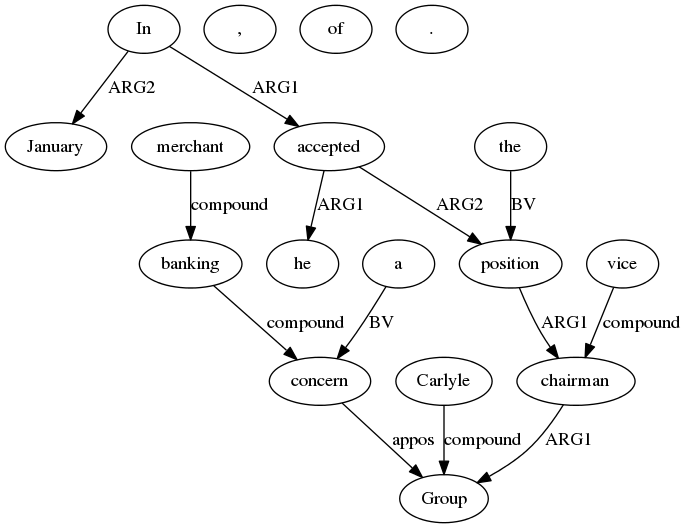 In , of .
ARG2 ARG1
January merchant accepted the
compound ARG1 ARG2 BV
banking he a position vice
compound BV ARG1 compound
concern Carlyle chairman
appos compound ARG1
Group